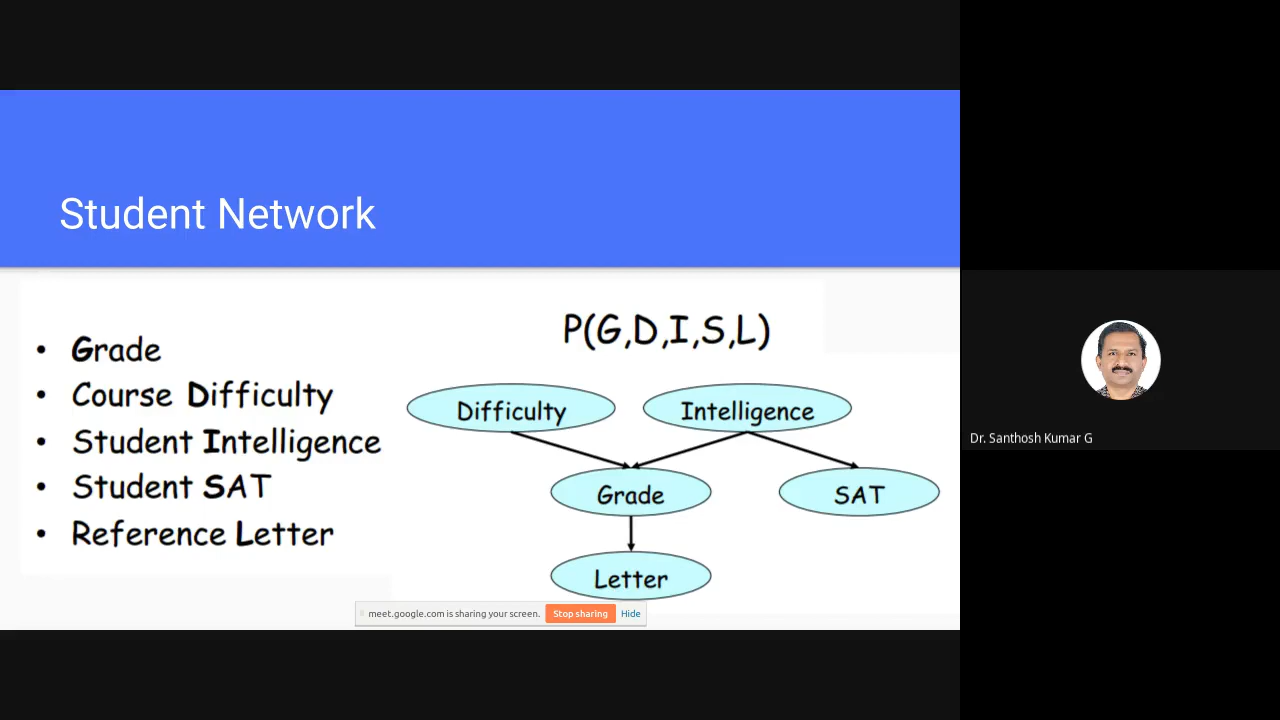 Student Network
• Grade
• Course Difficulty
• Student Intelligence
• Student SAT
• Reference Letter
P(G,D,I,S,L)
Difficulty
Intelligence
Grade
SAT
Letter
meet.google.com is sharing your screen.
Stop sharing
Hide
Dr. Santhosh Kumar G